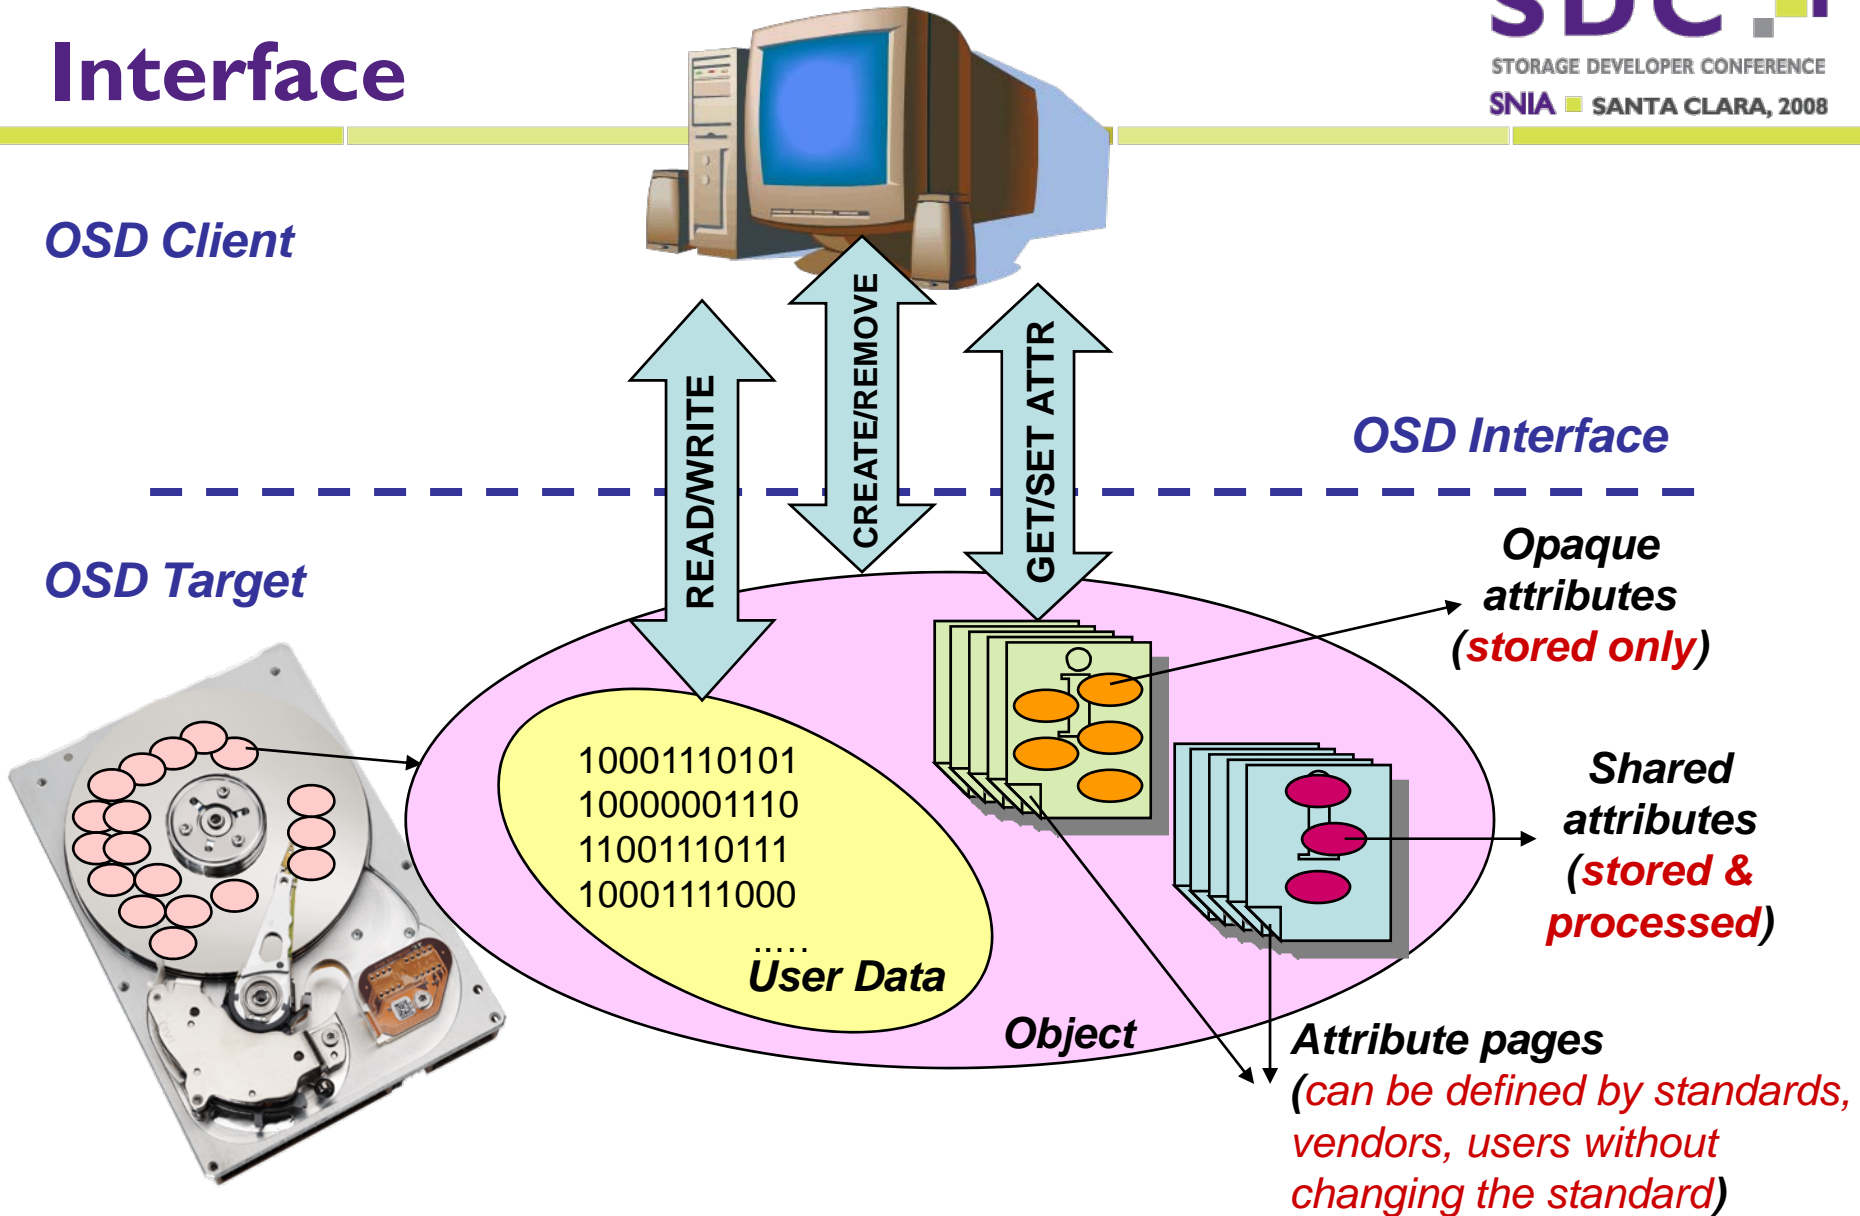 Interface
SDC
STORAGE DEVELOPER CONFERENCE
SNIA SANTA CLARA, 2008
OSD Client
READ/WRITE
CREATE/REMOVE
GET/SET ATTR
OSD Interface
OSD Target
Opaque
attributes
(stored only)
Shared
attributes
(stored &
processed)
10001110101
10000001110
11001110111
10001111000
.....
User Data
Object
Attribute pages
(can be defined by standards,
vendors, users without
changing the standard)